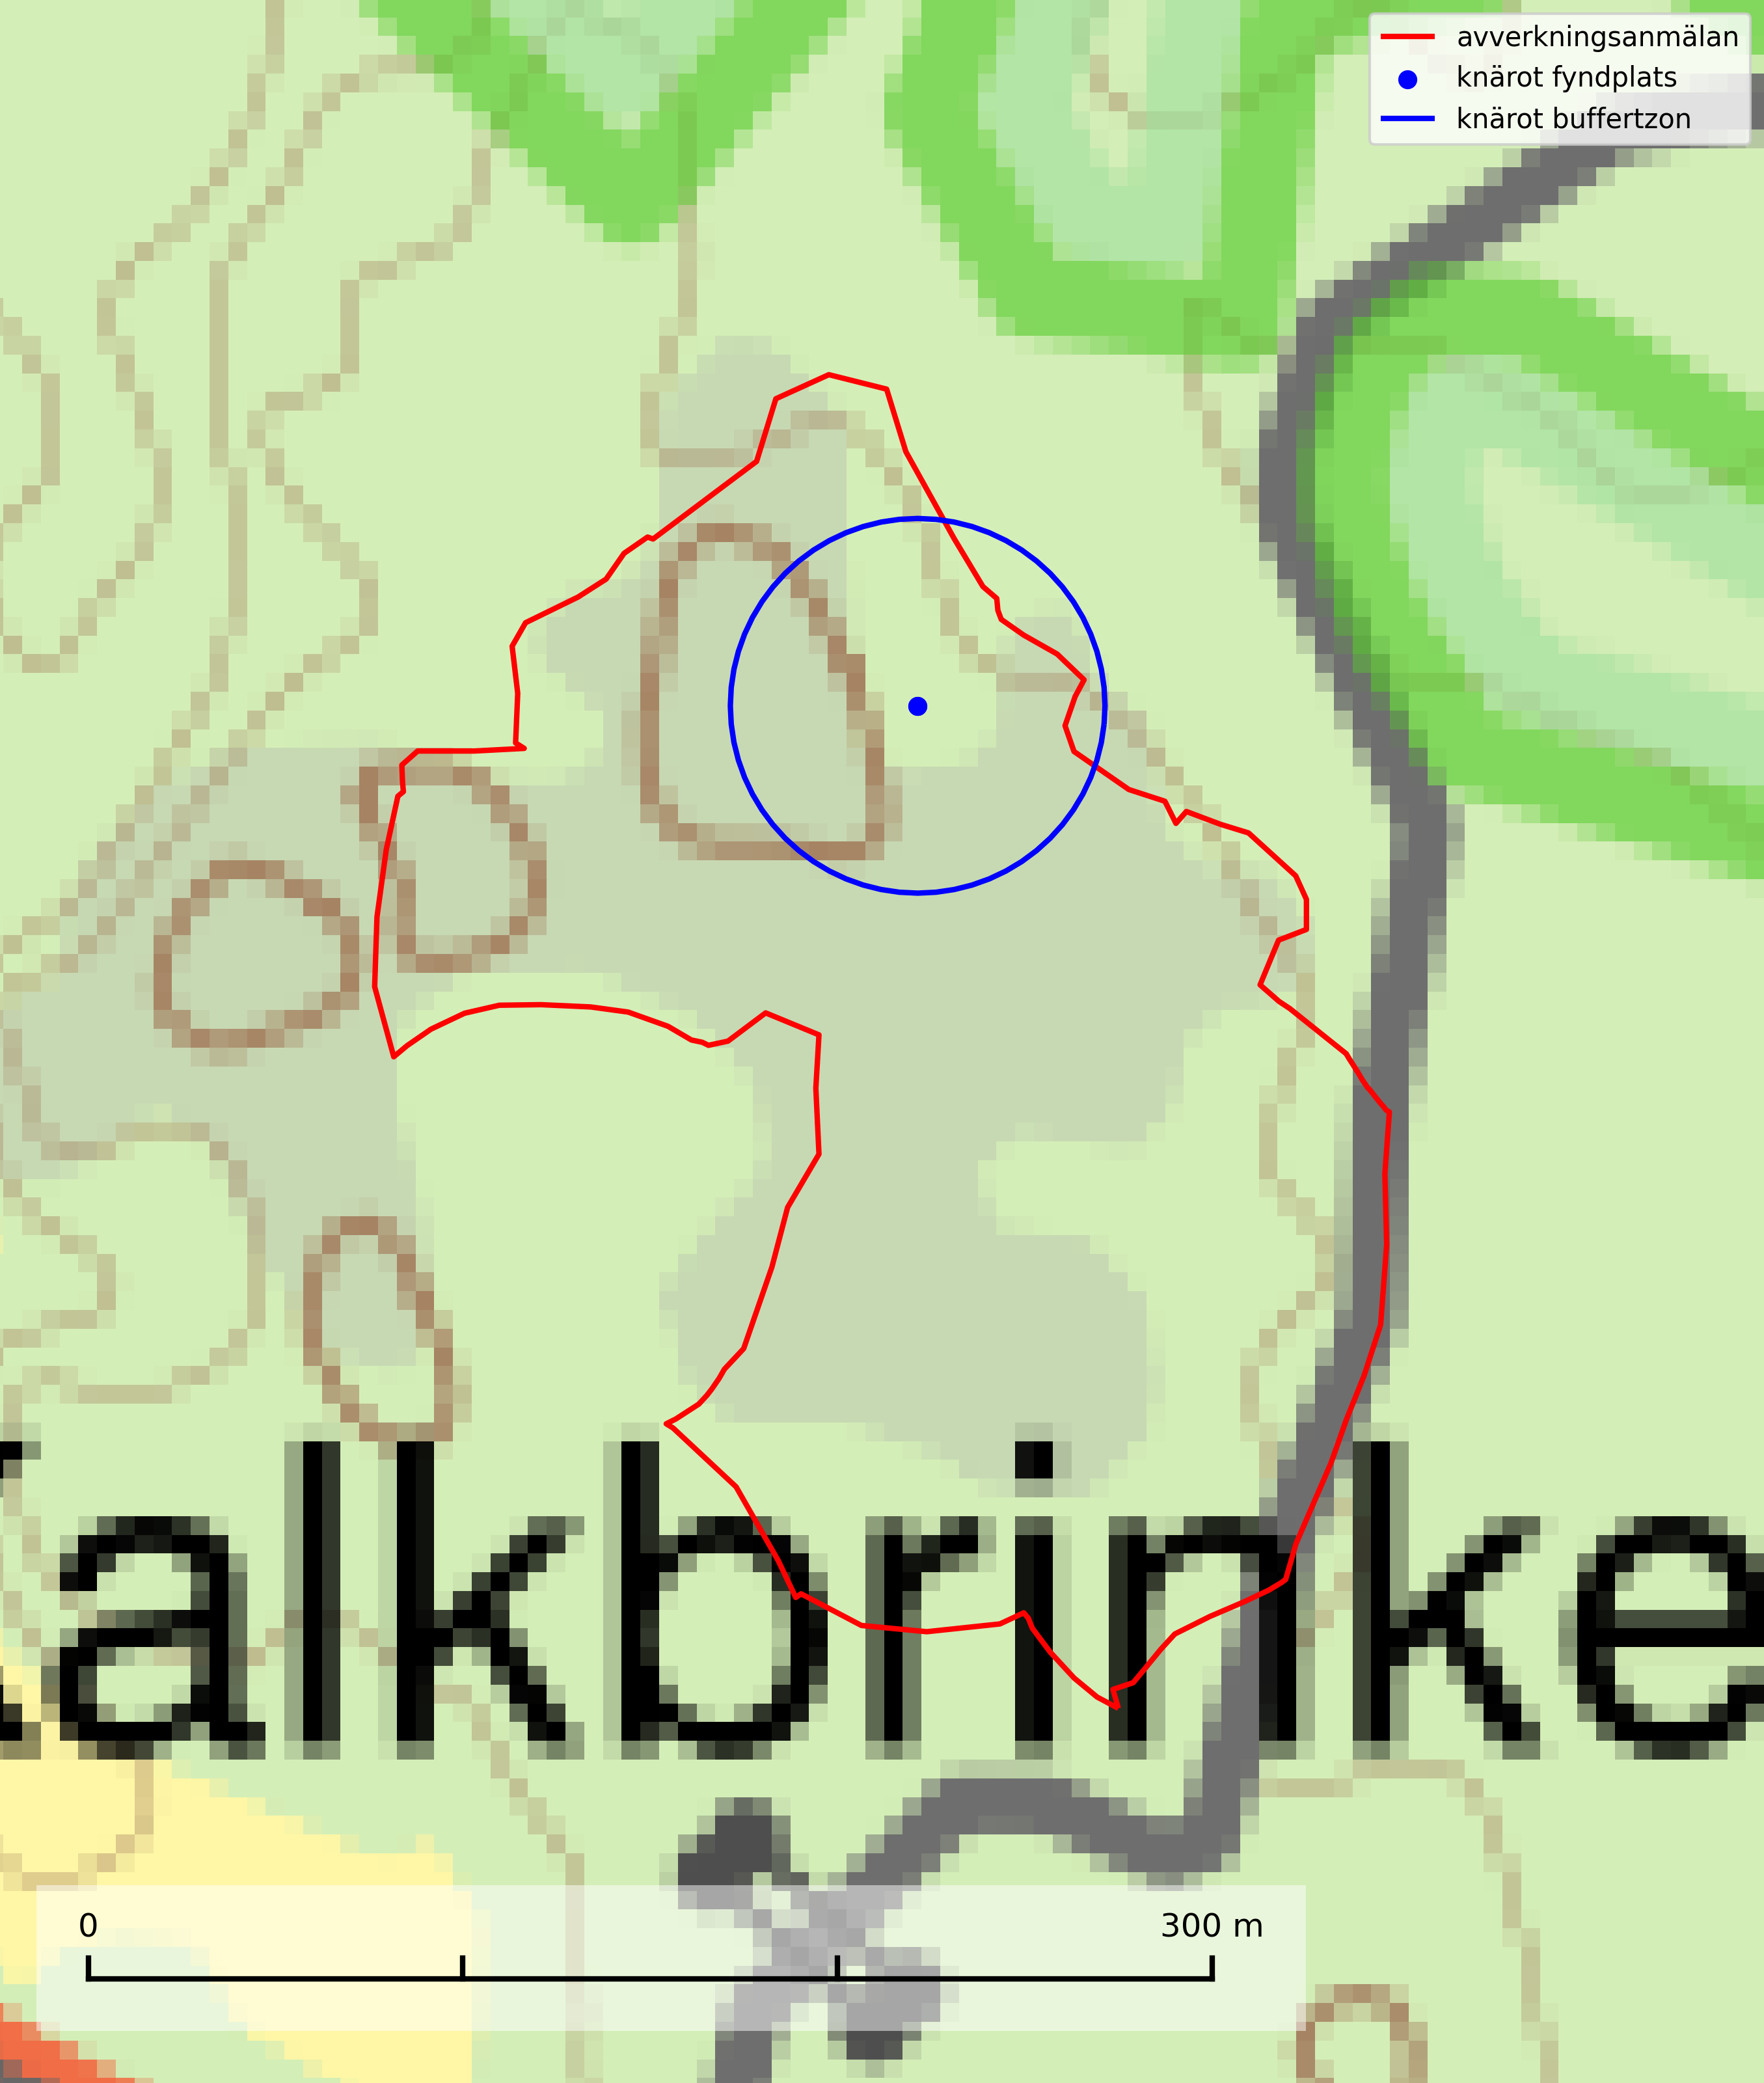 avverkningsanmälan
knärot fyndplats
knärot buffertzon
alkbrinke
0 300 m